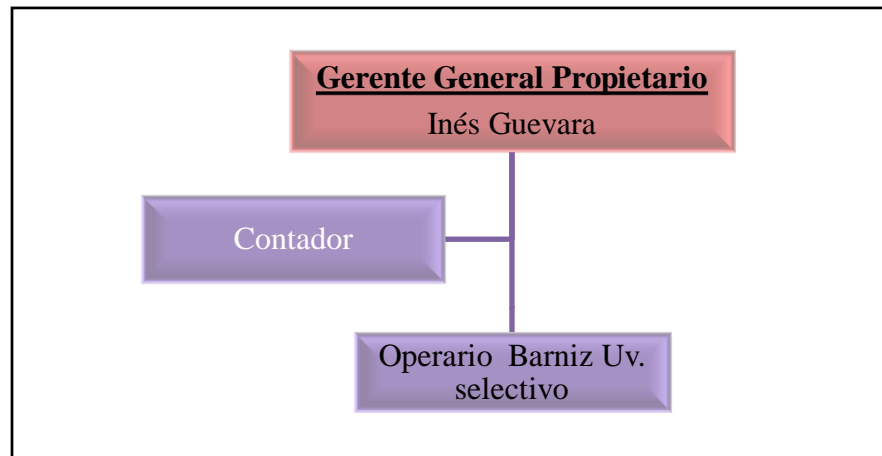 Gerente General Propietario
Inés Guevara
Contador
Operario  Barniz Uv.
selectivo